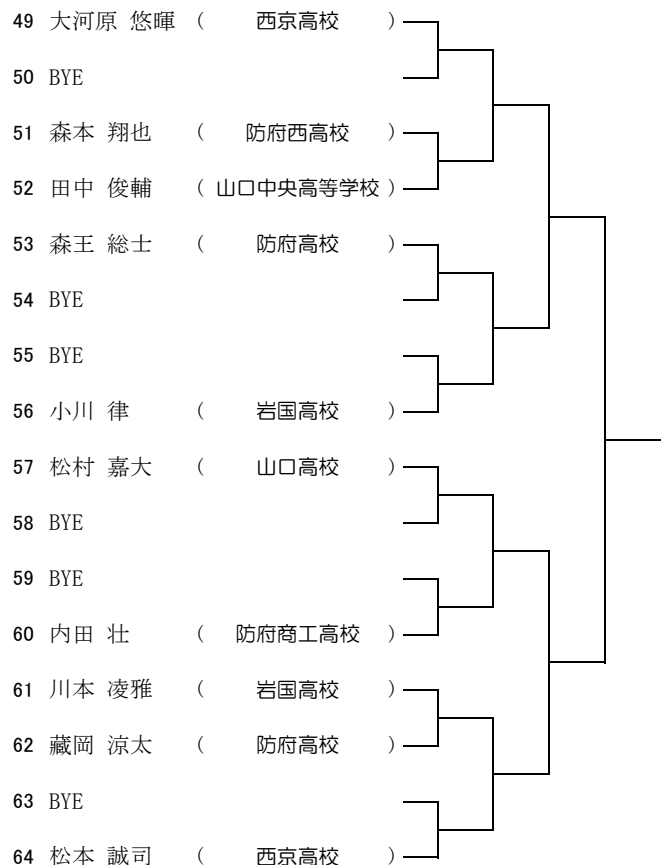 49 大河原 悠暉 ( 西京高校 )
50 BYE
51 森本 翔也 ( 防府西高校 )
52 田中 俊輔 ( 山口中央高等学校 )
53 森王 総士 ( 防府高校 )
54 BYE
55 BYE
56 小川 律 ( 岩国高校 )
57 松村 嘉大 ( 山口高校 )
58 BYE
59 BYE
60 内田 壮 ( 防府商工高校 )
61 川本 凌雅 ( 岩国高校 )
62 藏岡 涼太 ( 防府高校 )
63 BYE
64 松本 誠司 ( 西京高校 )